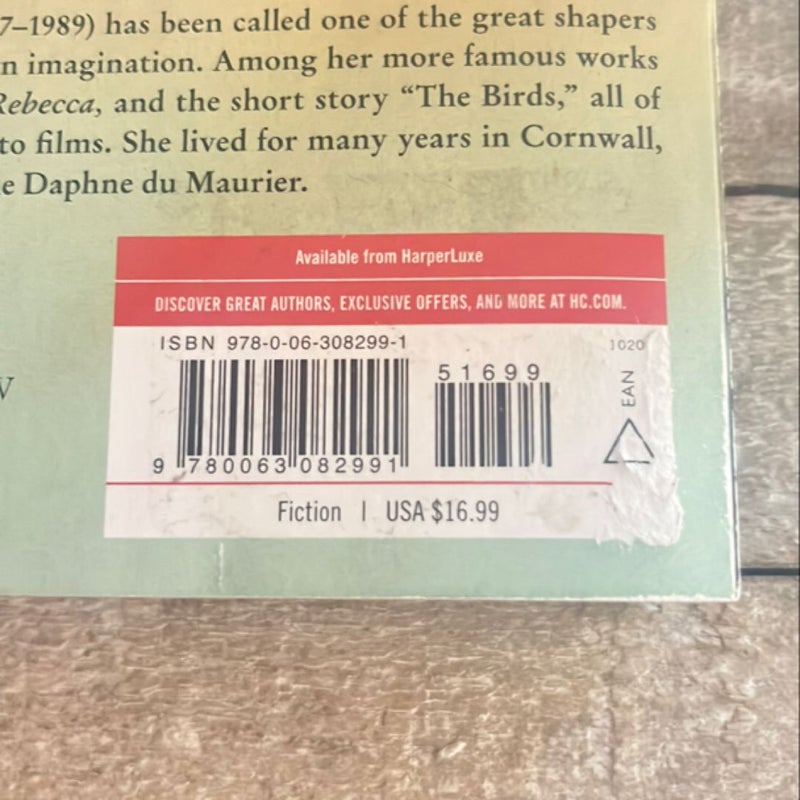 7–1989) has been called one of the great shapers
n imagination. Among her more famous works
Rebecca, and the short story “The Birds,” all of
to films. She lived for many years in Cornwall,
e Daphne du Maurier.
Available from HarperLuxe
DISCOVER GREAT AUTHORS, EXCLUSIVE OFFERS, AND MORE AT HC.COM.
ISBN 978-0-06-308299-1
1020
51699
EAN
9 780063 082991
Fiction | USA $16.99